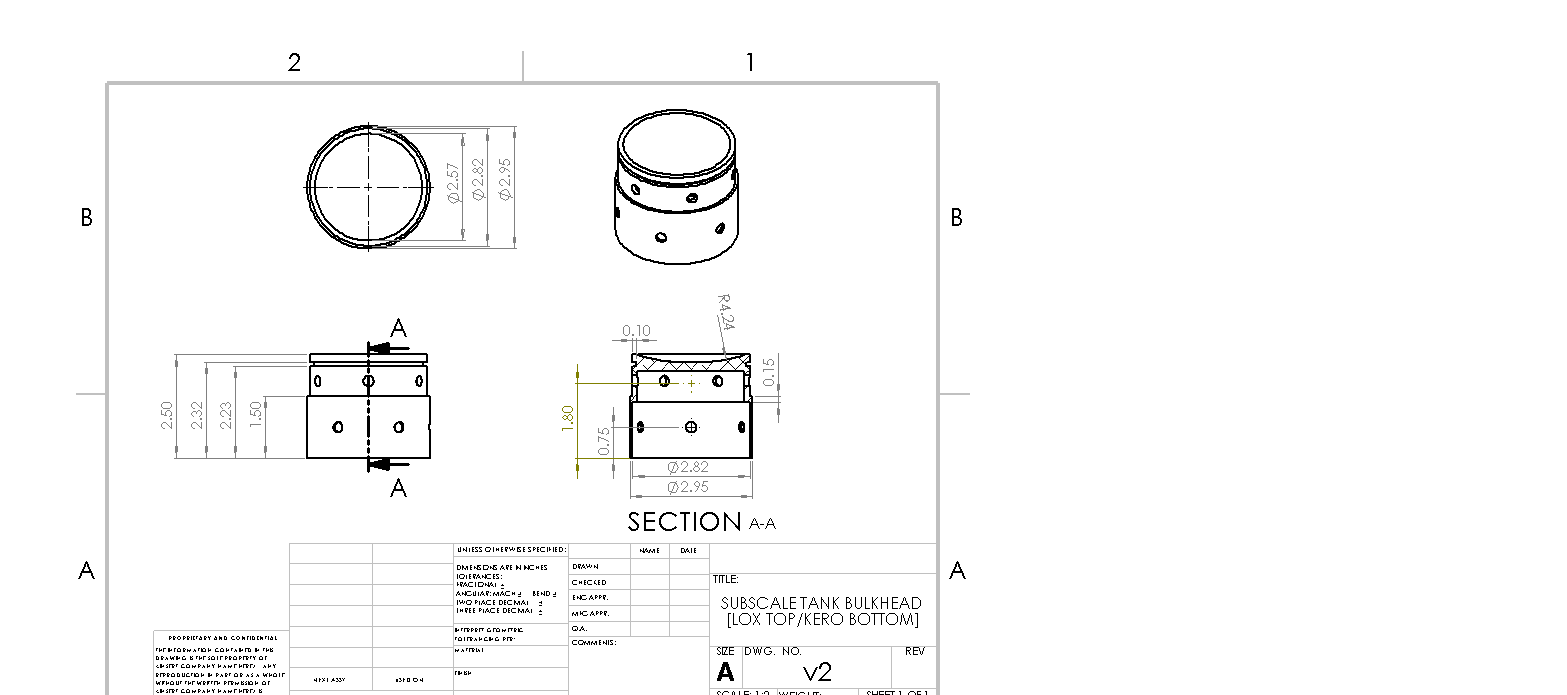 2 1
B B
⌀2.57
⌀2.82
⌀2.95
A
2.50
2.32
2.23
1.50
A
R4.24
0.10
0.15
1.80
0.75
⌀2.82
⌀2.95
SECTION A-A
A A
UNLESS OTHERWISE SPECIFIED:
DIMENSIONS ARE IN INCHES
TOLERANCES:
FRACTIONAL ±
ANGULAR: MACH ± BEND ±
TWO PLACE DECIMAL ±
THREE PLACE DECIMAL ±
INTERPRET GEOMETRIC
TOLERANCING PER:
MATERIAL
FINISH
NAME DATE
DRAWN
CHECKED
ENG APPR.
MFG APPR.
Q.A.
COMMENTS:
PROPRIETARY AND CONFIDENTIAL
THE INFORMATION CONTAINED IN THIS
DRAWING IS THE SOLE PROPERTY OF
<INSERT COMPANY NAME HERE>. ANY
REPRODUCTION IN PART OR AS A WHOLE
WITHOUT THE WRITTEN PERMISSION OF
<INSERT COMPANY NAME HERE> IS
NEXT ASSY USED ON
TITLE:
SUBSCALE TANK BULKHEAD
[LOX TOP/KERO BOTTOM]
SIZE DWG. NO. REV
A v2
SCALE: 1:2 WEIGHT: SHEET 1 OF 1